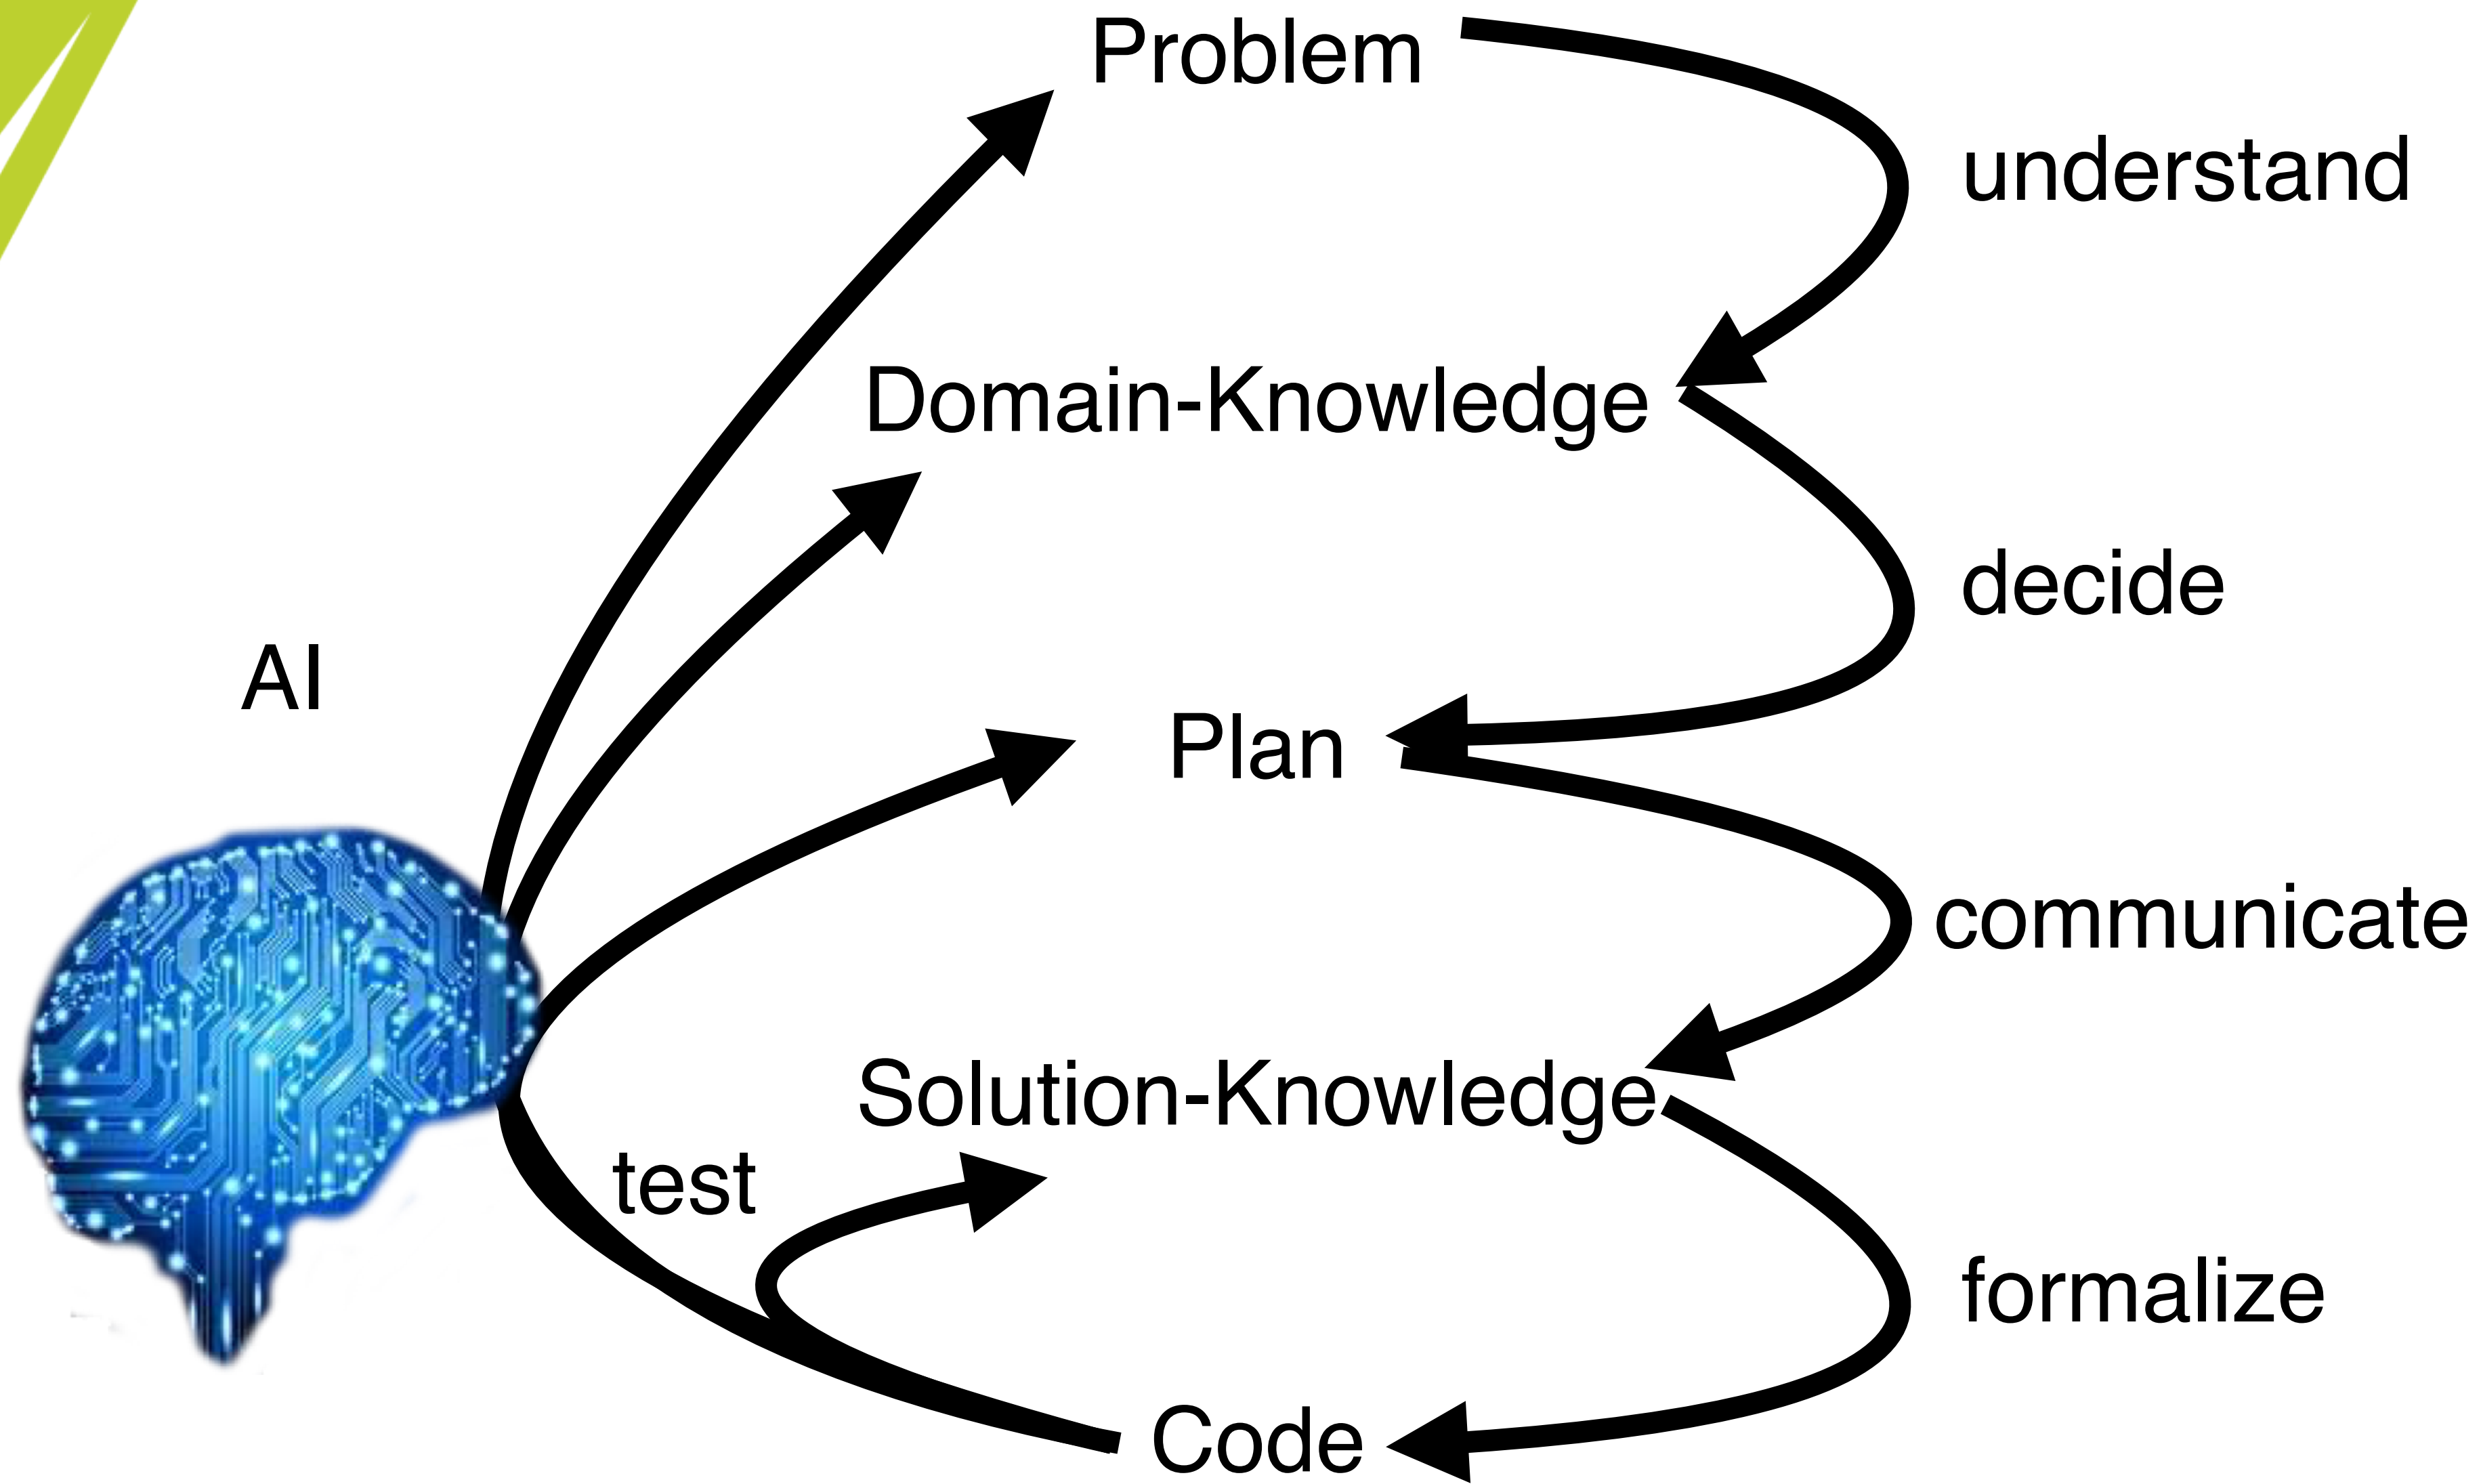 Problem
understand
Domain-Knowledge
decide
AI
Plan
communicate
Solution-Knowledge
test
formalize
Code